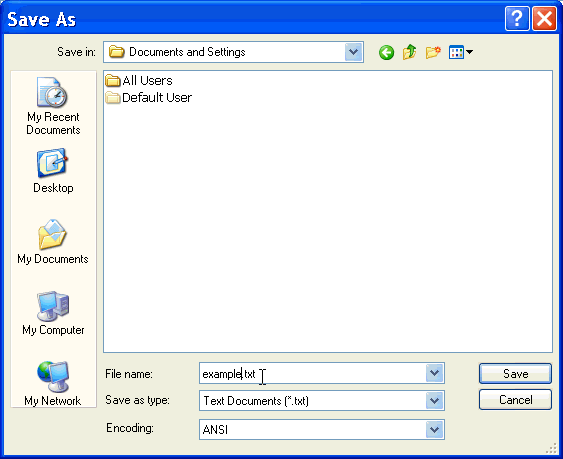 Save As
Save in: Documents and Settings
All Users
Default User
My Recent
Documents
Desktop
My Documents
My Computer
My Network
File name: example.txt Save
Save as type: Text Documents (*.txt) Cancel
Encoding: ANSI